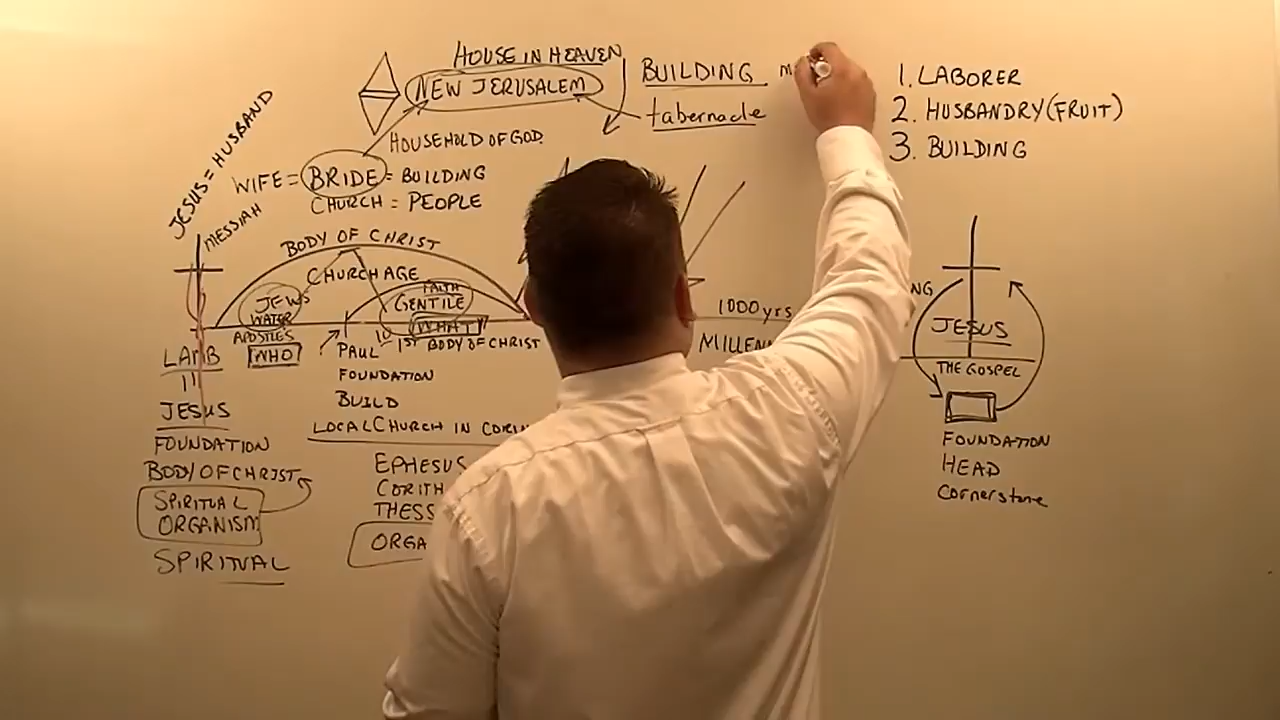 HOUSE IN HEAVEN
NEW JERUSALEM
BUILDING
tabernacle
1. LABORER
2. HUSBANDRY (FRUIT)
3. BUILDING
JESUS = HUSBAND
MESSIAH
HOUSEHOLD OF GOD
WIFE = BRIDE = BUILDING
CHURCH = PEOPLE
BODY OF CHRIST
CHURCH AGE
JEWS
WATER
APOSTLES
WHO
FAITH
GENTILE
WHAT
1ST BODY OF CHRIST
PAUL
FOUNDATION
BUILD
LOCAL CHURCH IN
EPHESUS
CORITH
THESS
LAMB
JESUS
FOUNDATION
BODY OF CHRIST
SPIRITUAL
ORGANISM
SPIRITUAL
1000 yrs
JESUS
THE GOSPEL
FOUNDATION
HEAD
Cornerstone